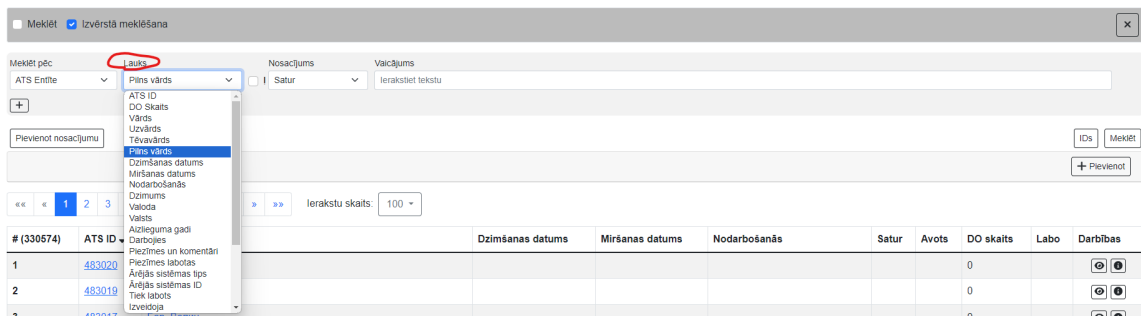 Meklēt Izvērstā meklēšana ×
Meklēt pēc Lauks Nosacījums Vaicājums
ATS Entīte Pilns vārds ! Satur Ierakstiet tekstu
+
ATS ID
DO Skaits
Vārds
Uzvārds
Tēvavārds
Pilns vārds
Dzimšanas datums
Miršanas datums
Nodarbošanās
Dzimums
Valoda
Valsts
Aizlieguma gadi
Darbojies
Piezīmes un komentāri
Piezīmes labotas
Ārējās sistēmas tips
Ārējās sistēmas ID
Tiek labots
Izveidoja
Pievienot nosacījumu IDs Meklēt
+ Pievienot
«« « 1 2 3 » »» Ierakstu skaits: 100
# (330574) ATS ID Dzimšanas datums Miršanas datums Nodarbošanās Satur Avots DO skaits Labo Darbības
1 483020 0
2 483019 0